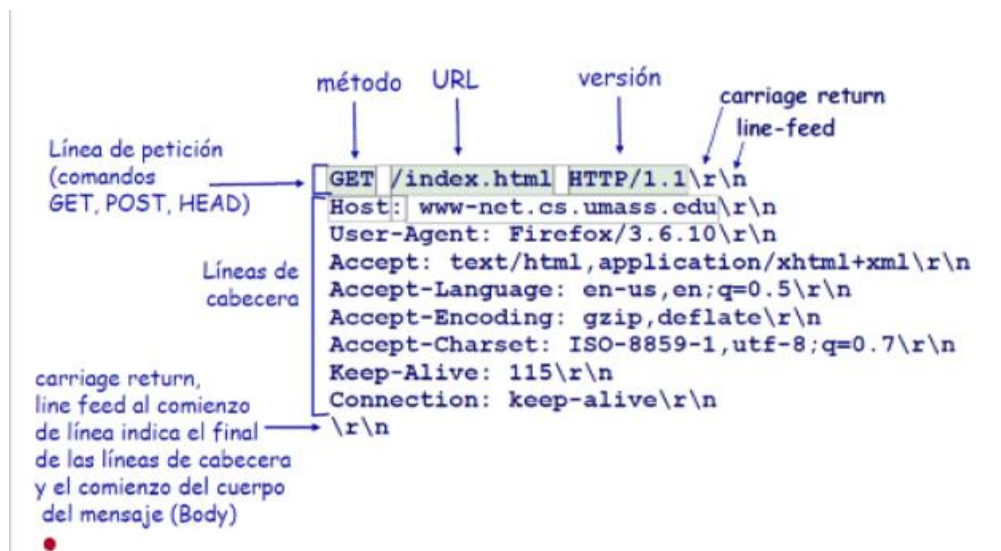 método
URL
versión
carriage return
line-feed
Línea de petición
(comandos
GET, POST, HEAD)
GET /index.html HTTP/1.1\r\n
Host: www-net.cs.umass.edu\r\n
User-Agent: Firefox/3.6.10\r\n
Accept: text/html,application/xhtml+xml\r\n
Accept-Language: en-us,en;q=0.5\r\n
Accept-Encoding: gzip,deflate\r\n
Accept-Charset: ISO-8859-1,utf-8;q=0.7\r\n
Keep-Alive: 115\r\n
Connection: keep-alive\r\n
\r\n
Líneas de
cabecera
carriage return,
line feed al comienzo
de línea indica el final
de las líneas de cabecera
y el comienzo del cuerpo
del mensaje (Body)